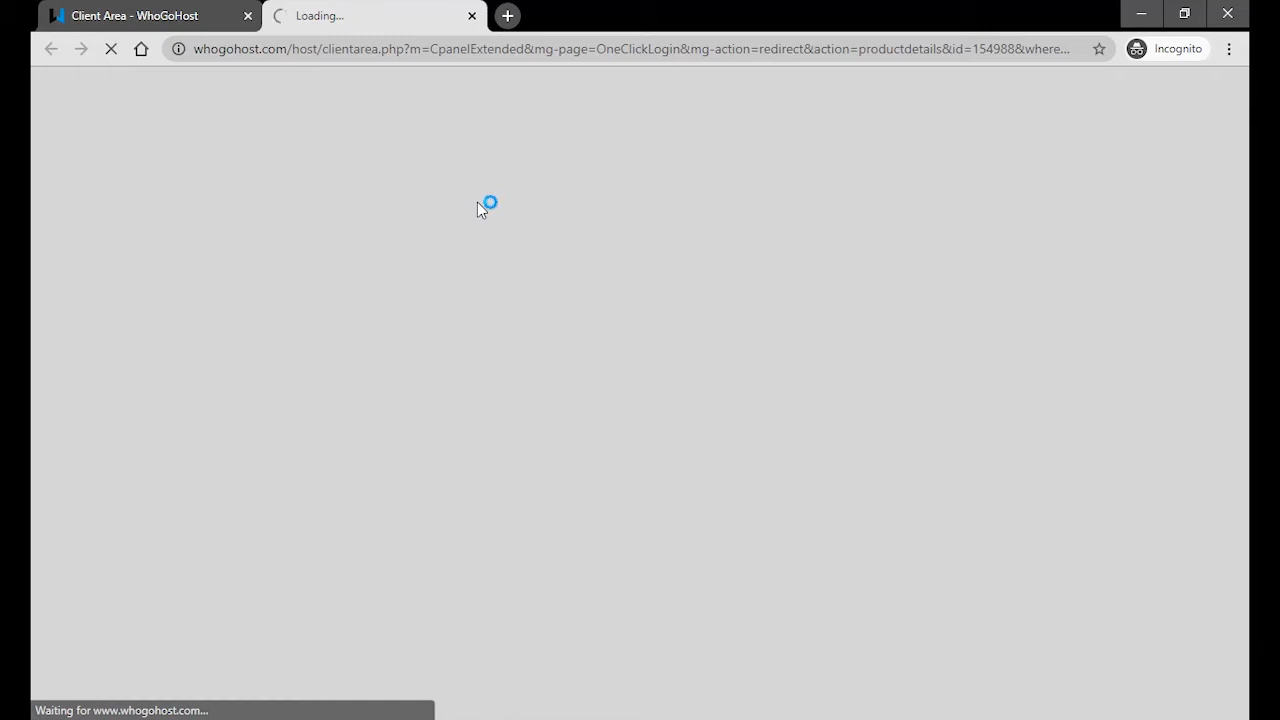 Client Area - WhoGoHost
Loading...
whogohost.com/host/clientarea.php?m=CpanelExtended&mg-page=OneClickLogin&mg-action=redirect&action=productdetails&id=154988&where...
Incognito
Waiting for www.whogohost.com...